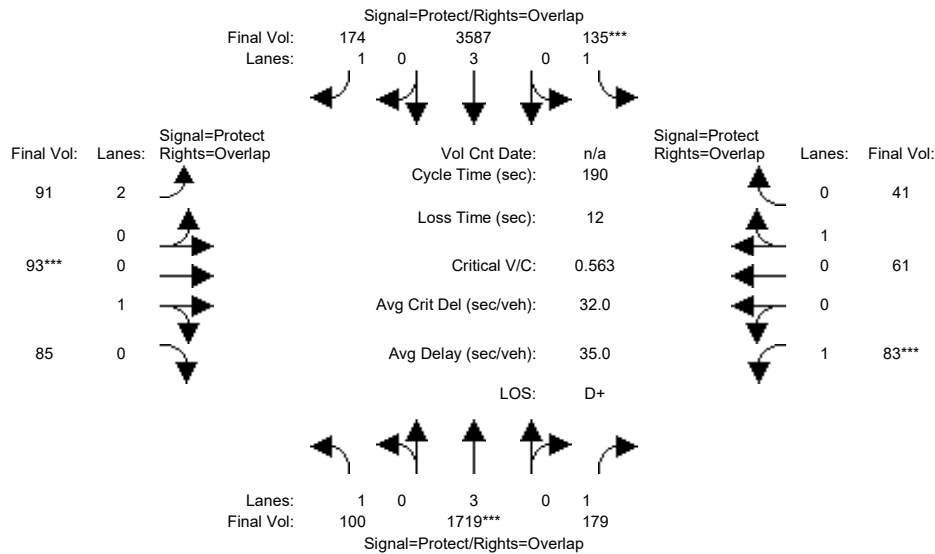 Signal=Protect/Rights=Overlap
Final Vol: 174 3587 135***
Lanes: 1 0 3 0 1
Signal=Protect Signal=Protect
Final Vol: Lanes: Rights=Overlap Vol Cnt Date: n/a Rights=Overlap Lanes: Final Vol:
Cycle Time (sec): 190
91 2 0 41
Loss Time (sec): 12
0 1
93*** 0 Critical V/C: 0.563 0 61
1 Avg Crit Del (sec/veh): 32.0 0
85 0 Avg Delay (sec/veh): 35.0 1 83***
LOS: D+
Lanes: 1 0 3 0 1
Final Vol: 100 1719*** 179
Signal=Protect/Rights=Overlap